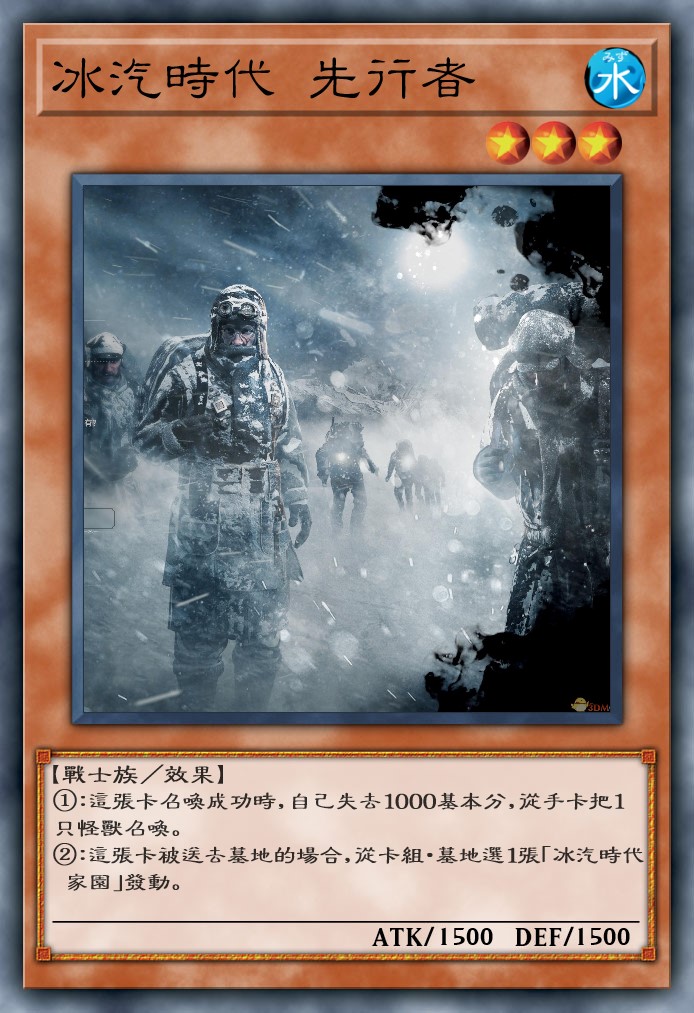 冰汽時代 先行者
みず
水
3DM
【戰士族／效果】
①:這張卡召喚成功時,自己失去1000基本分,從手卡把1
只怪獸召喚。
②:這張卡被送去墓地的場合,從卡組·墓地選1張「冰汽時代
家園」發動。
ATK/1500 DEF/1500